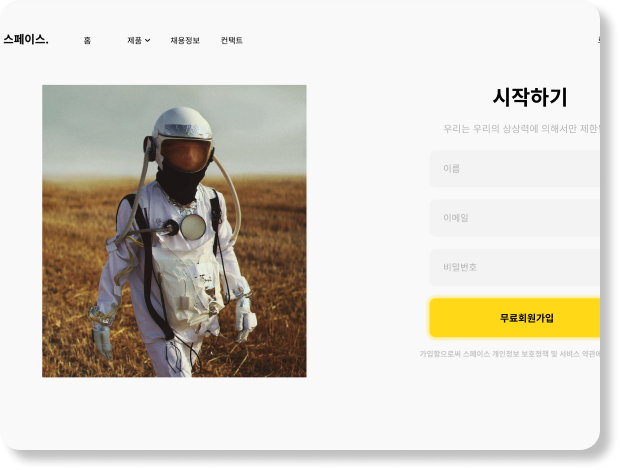 스페이스.
홈
제품
채용정보
컨택트
시작하기
우리는 우리의 상상력에 의해서만 제한
이름
이메일
비밀번호
무료회원가입
가입함으로써 스페이스 개인정보 보호정책 및 서비스 약관에